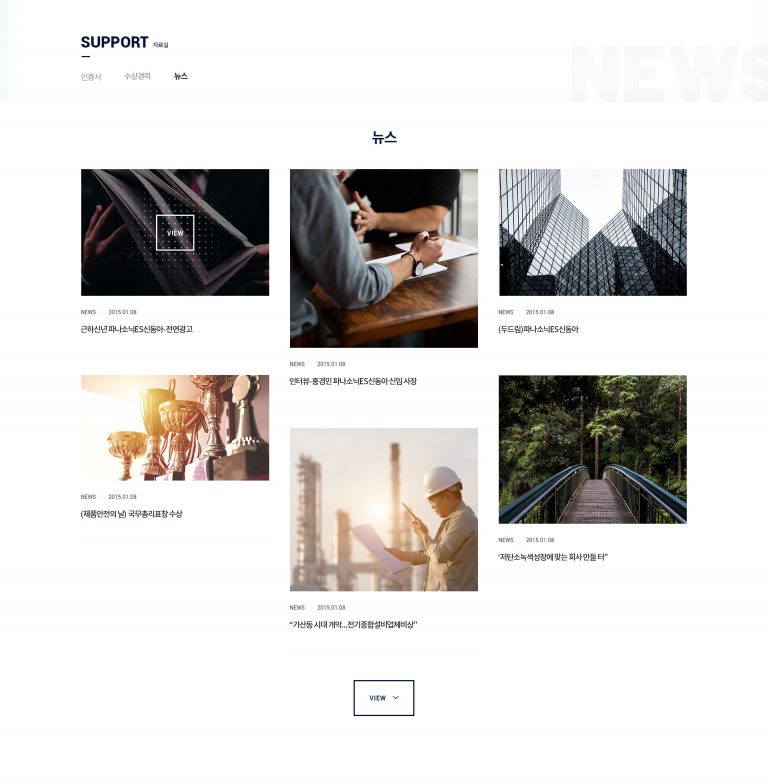 SUPPORT 자료실
인증서 수상경력 뉴스
NEWS
뉴스
VIEW
NEWS 2015.01.08
근하신년 파나소닉ES신동아-전면광고
NEWS 2015.01.08
인터뷰-홍경민 파나소닉ES신동아 신임 사장
NEWS 2015.01.08
(두드림)파나소닉ES신동아
NEWS 2015.01.08
(제품안전의 날) 국무총리표창 수상
NEWS 2015.01.08
“가산동 시대 개막...전기종합설비업체비상”
NEWS 2015.01.08
“저탄소녹색성장에 맞는 회사 만들 터”
VIEW